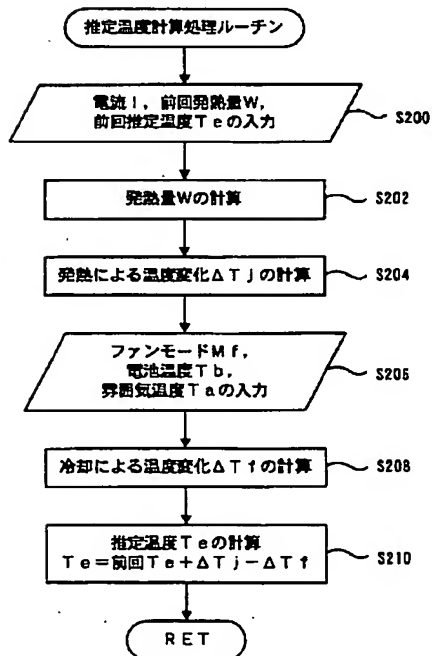 推定温度計算処理ルーチン
電流I,前回発熱量W,
前回推定温度Teの入力
S200
発熱量Wの計算
S202
発熱による温度変化ΔTjの計算
S204
ファンモードMf,
電池温度Tb,
雰囲気温度Taの入力
S206
冷却による温度変化ΔTfの計算
S208
推定温度Teの計算
Te=前回Te+ΔTj-ΔTf
S210
RET